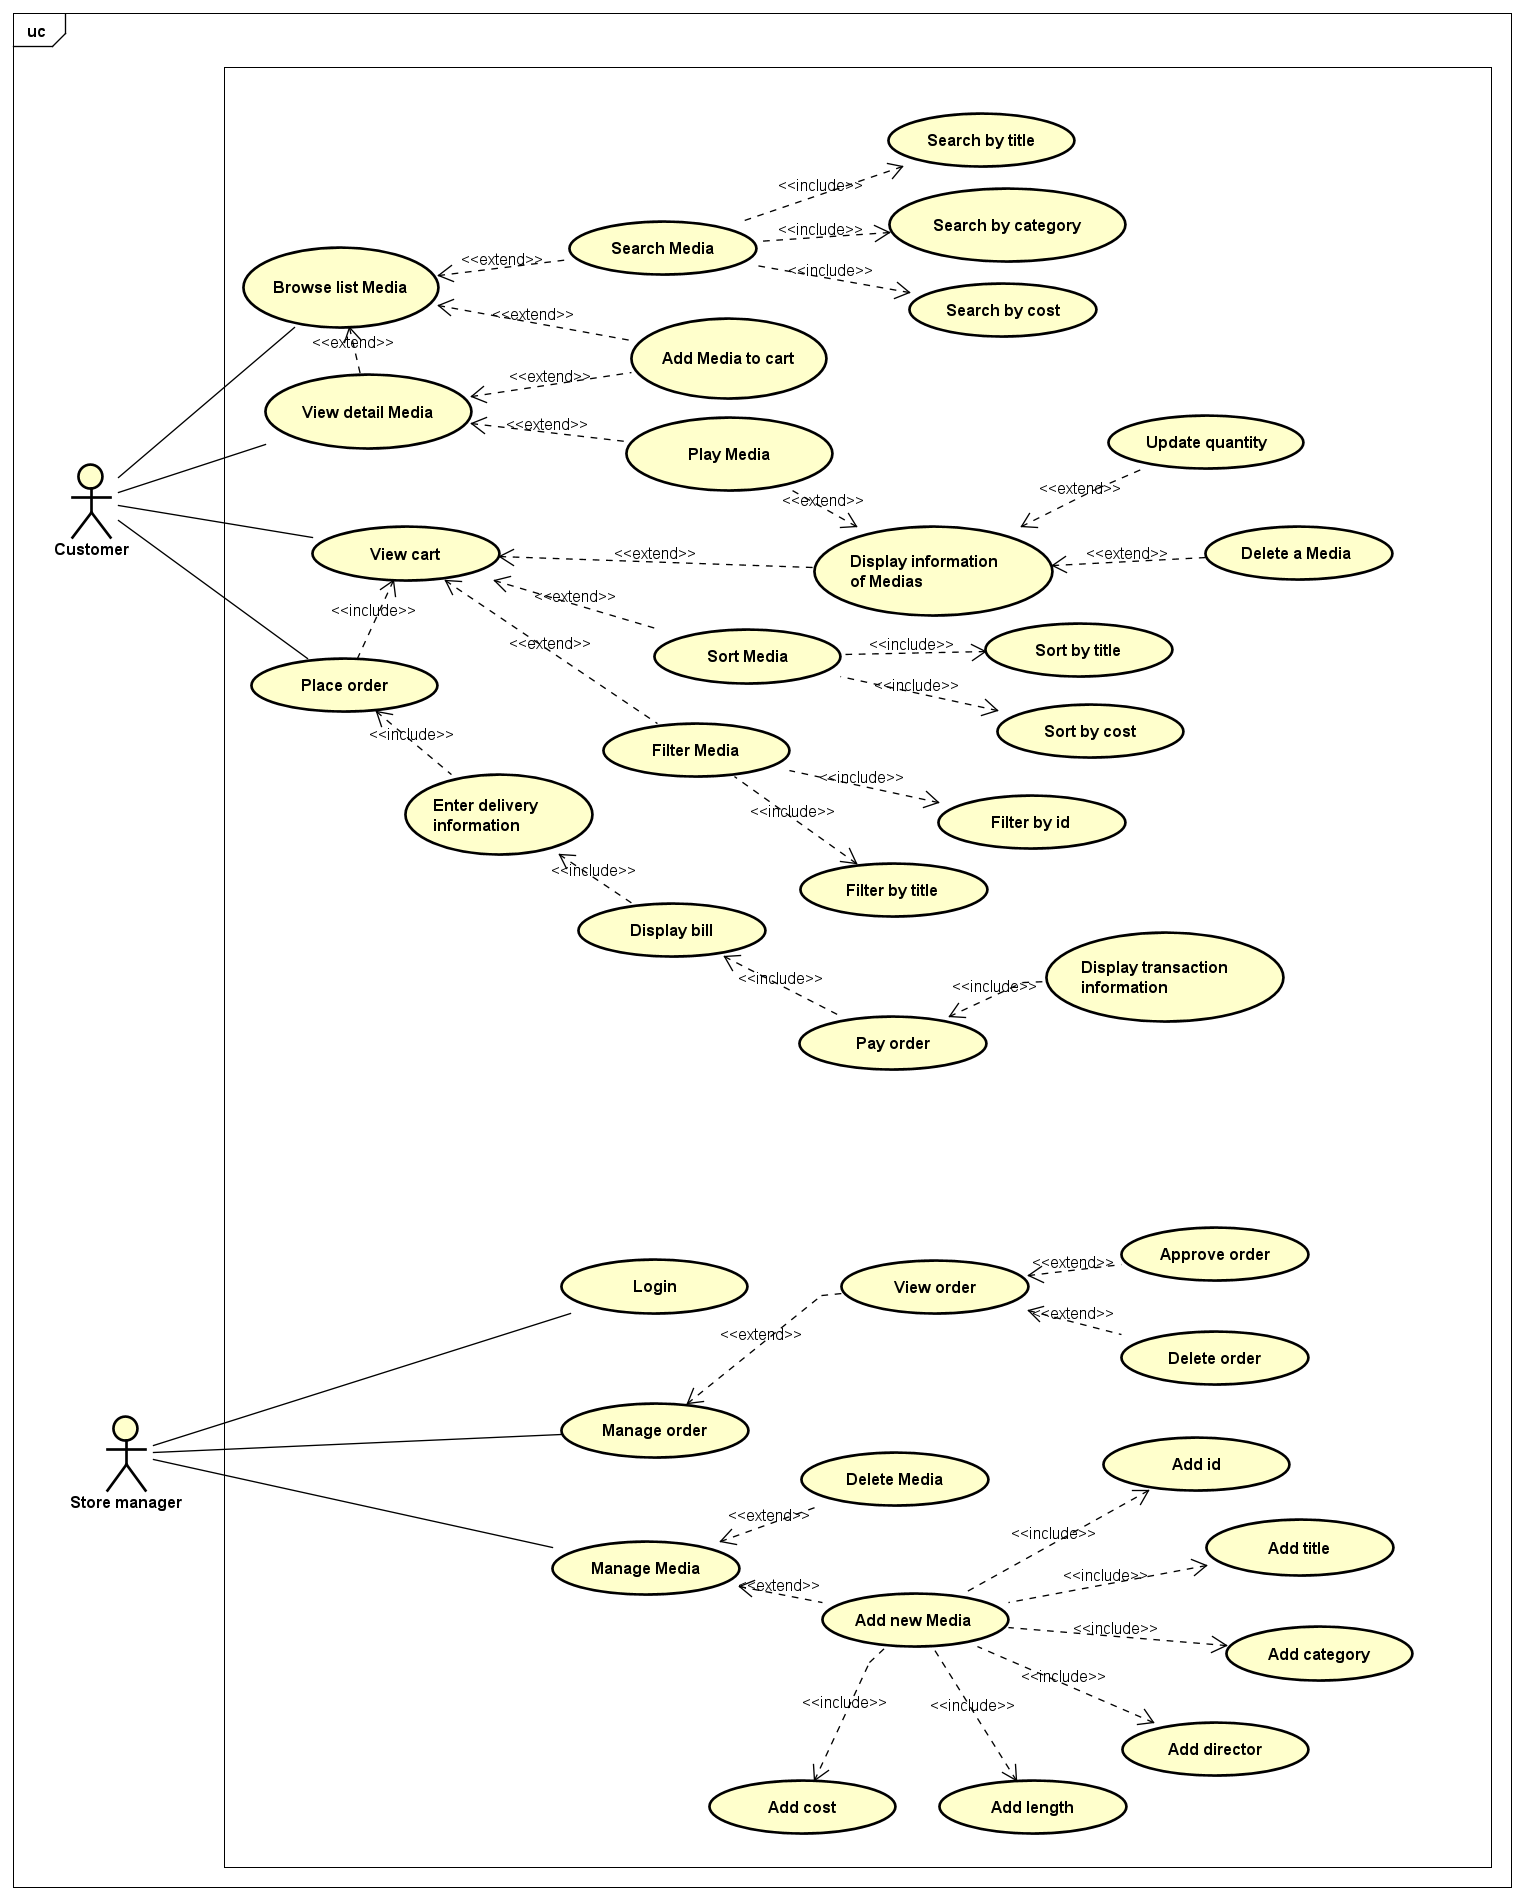 uc
Search by title
<<include>>
Search by category
<<include>>
Search Media
<<extend>>
<<include>>
Browse list Media
Search by cost
<<extend>>
<<extend>>
Add Media to cart
<<extend>>
View detail Media
<<extend>>
Play Media
Update quantity
<<extend>>
<<extend>>
Customer
View cart
<<extend>>
Display information
of Medias
<<extend>>
Delete a Media
<<extend>>
<<include>>
<<extend>>
Sort Media
<<include>>
Sort by title
<<include>>
Place order
Sort by cost
<<include>>
Filter Media
<<include>>
Enter delivery
information
<<include>>
Filter by id
<<include>>
Filter by title
Display bill
<<include>>
Display transaction
information
<<include>>
Pay order
Approve order
<<extend>>
Login
View order
<<extend>>
<<extend>>
Delete order
Manage order
Add id
Delete Media
Store manager
<<extend>>
<<include>>
Add title
Manage Media
<<extend>>
<<include>>
Add new Media
<<include>>
Add category
<<include>>
<<include>>
<<include>>
Add director
Add cost
Add length